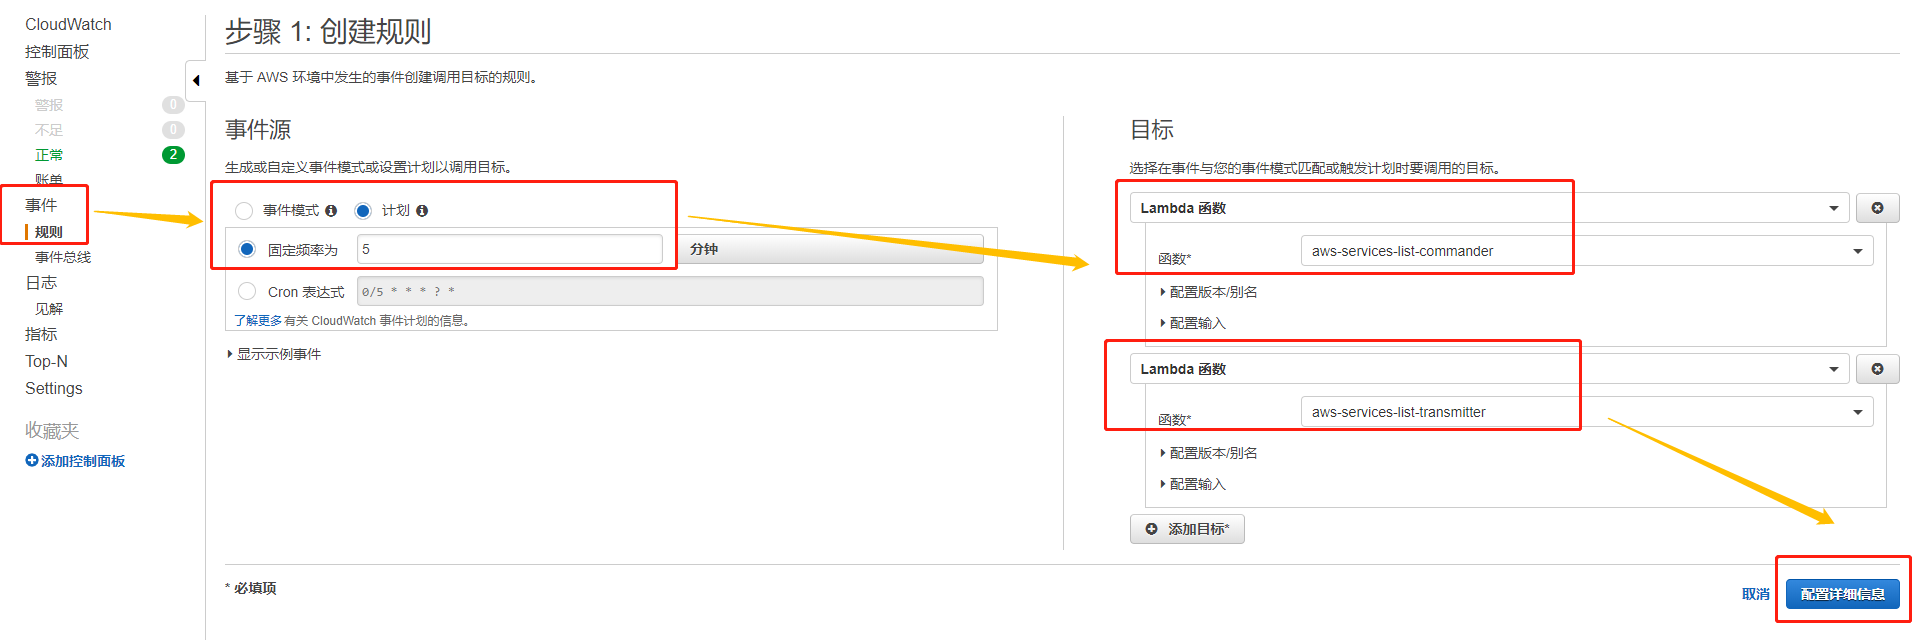 CloudWatch
控制面板
警报
警报 0
不足 0
正常 2
账单
事件
规则
事件总线
日志
见解
指标
Top-N
Settings
收藏夹
添加控制面板
步骤 1: 创建规则
基于 AWS 环境中发生的事件创建调用目标的规则。
事件源
生成或自定义事件模式或设置计划以调用目标。
事件模式 计划
固定频率为 5 分钟
Cron 表达式 0/5 * * * ? *
了解更多 有关 CloudWatch 事件计划的信息。
显示示例事件
目标
选择在事件与您的事件模式匹配或触发计划时要调用的目标。
Lambda 函数
函数* aws-services-list-commander
配置版本/别名
配置输入
Lambda 函数
函数* aws-services-list-transmitter
配置版本/别名
配置输入
添加目标*
* 必填项
取消 配置详细信息